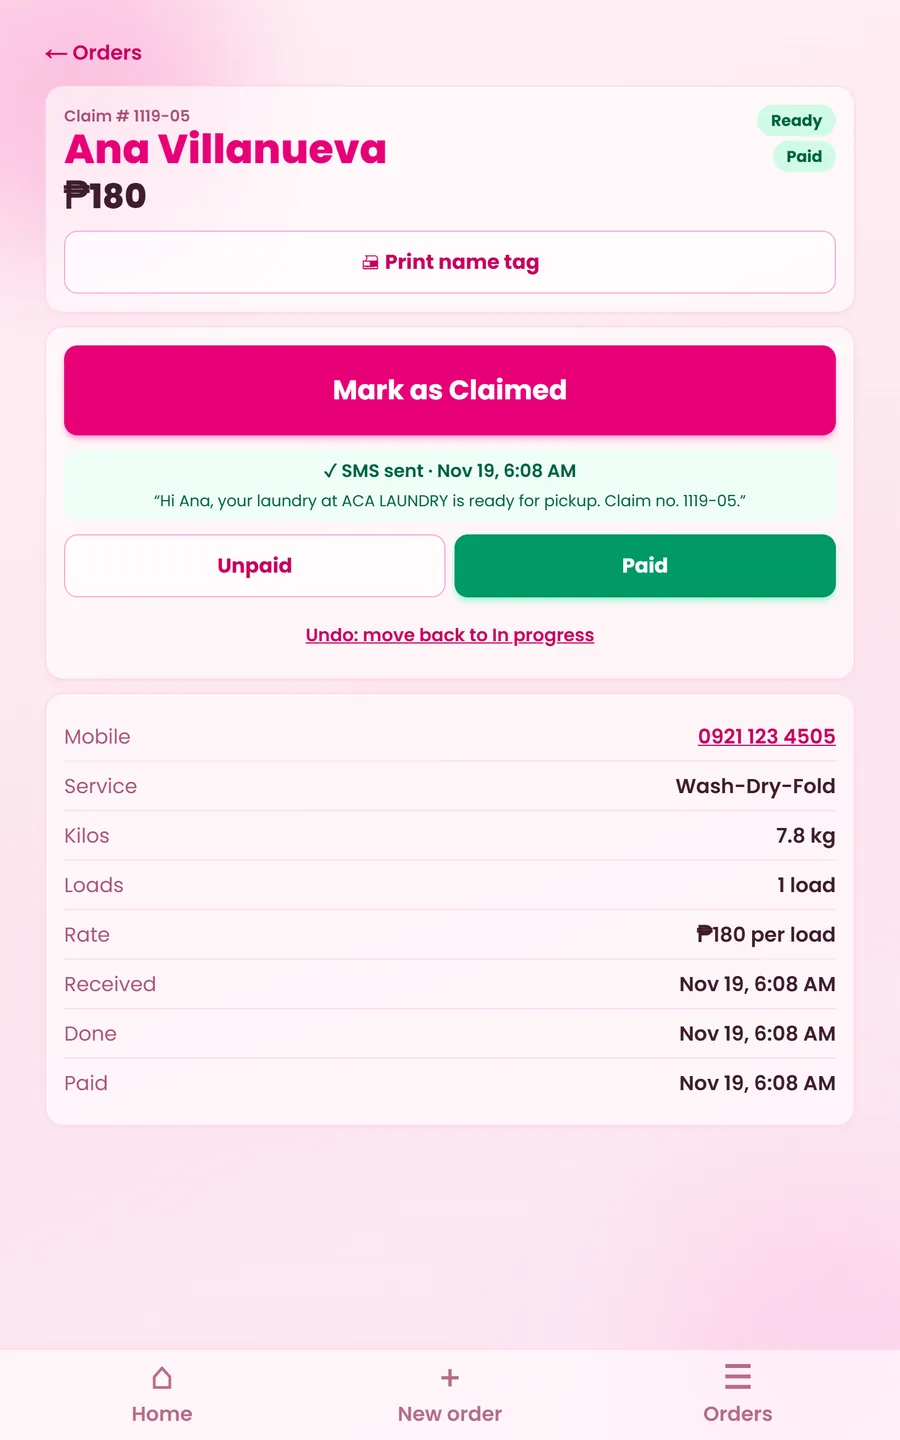 ← Orders
Claim # 1119-05
Ready
Ana Villanueva
Paid
₱180
Print name tag
Mark as Claimed
✓ SMS sent · Nov 19, 6:08 AM
“Hi Ana, your laundry at ACA LAUNDRY is ready for pickup. Claim no. 1119-05.”
Unpaid Paid
Undo: move back to In progress
Mobile 0921 123 4505
Service Wash-Dry-Fold
Kilos 7.8 kg
Loads 1 load
Rate ₱180 per load
Received Nov 19, 6:08 AM
Done Nov 19, 6:08 AM
Paid Nov 19, 6:08 AM
Home New order Orders